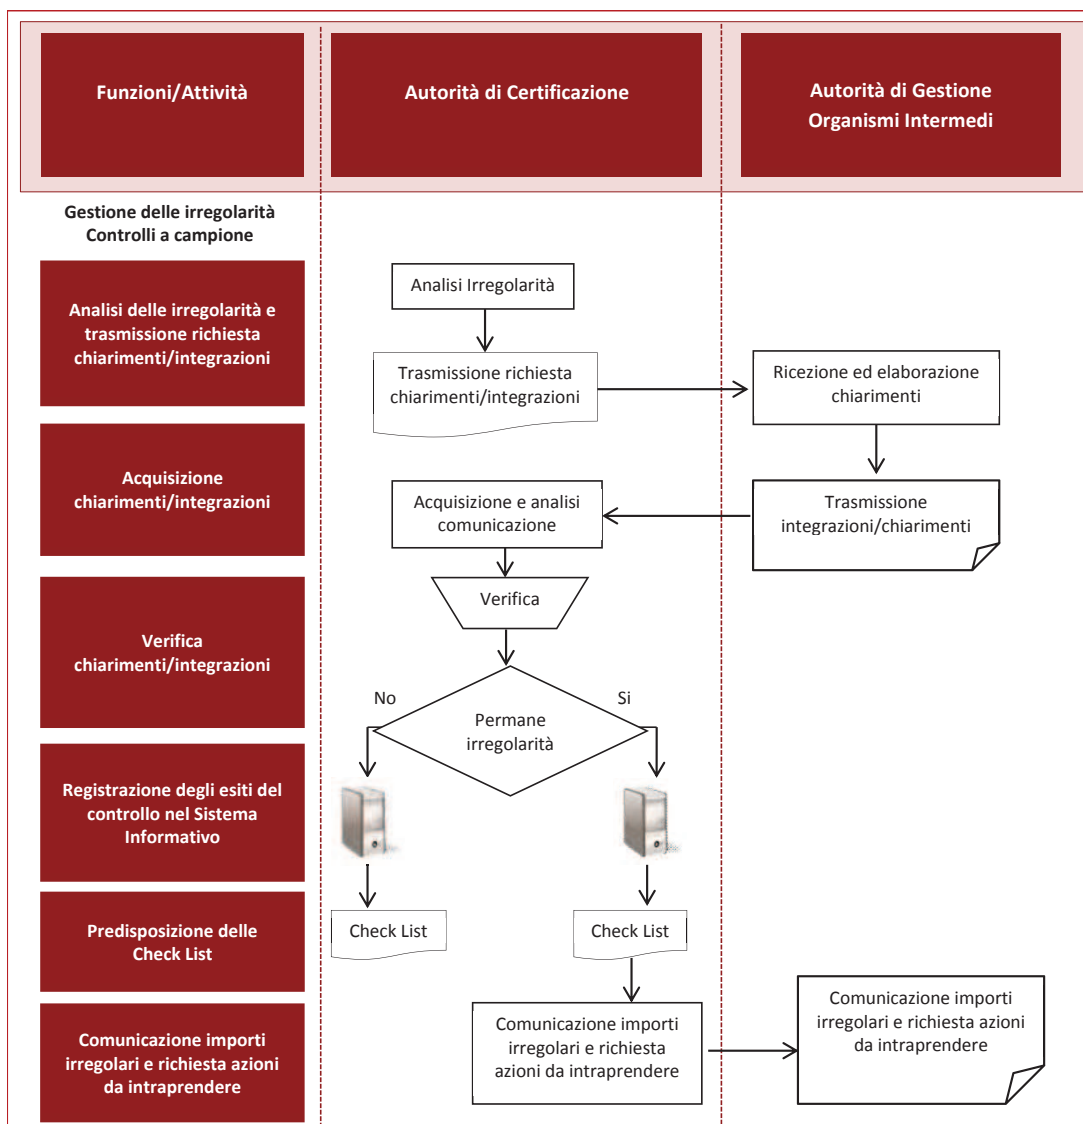 Funzioni/Attività
Autorità di Certificazione
Autorità di Gestione
Organismi Intermedi
Gestione delle irregolarità
Controlli a campione
Analisi delle irregolarità e
trasmissione richiesta
chiarimenti/integrazioni
Analisi Irregolarità
Trasmissione richiesta
chiarimenti/integrazioni
Ricezione ed elaborazione
chiarimenti
Acquisizione
chiarimenti/integrazioni
Acquisizione e analisi
comunicazione
Trasmissione
integrazioni/chiarimenti
Verifica
chiarimenti/integrazioni
Verifica
No
Si
Permane
irregolarità
Registrazione degli esiti del
controllo nel Sistema
Informativo
Predisposizione delle
Check List
Check List
Check List
Comunicazione importi
irregolari e richiesta azioni
da intraprendere
Comunicazione importi
irregolari e richiesta
azioni da intraprendere
Comunicazione importi
irregolari e richiesta azioni
da intraprendere